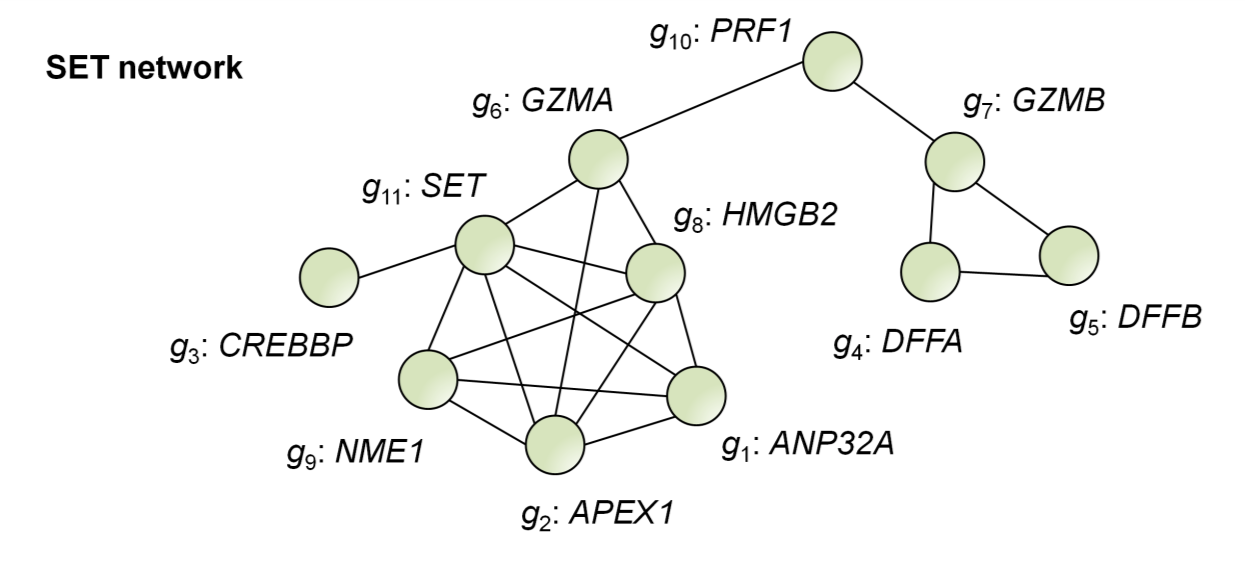 g10: PRF1
SET network
g6: GZMA
g7: GZMB
g11: SET
g8: HMGB2
g3: CREBBP
g4: DFFA
g5: DFFB
g9: NME1
g1: ANP32A
g2: APEX1